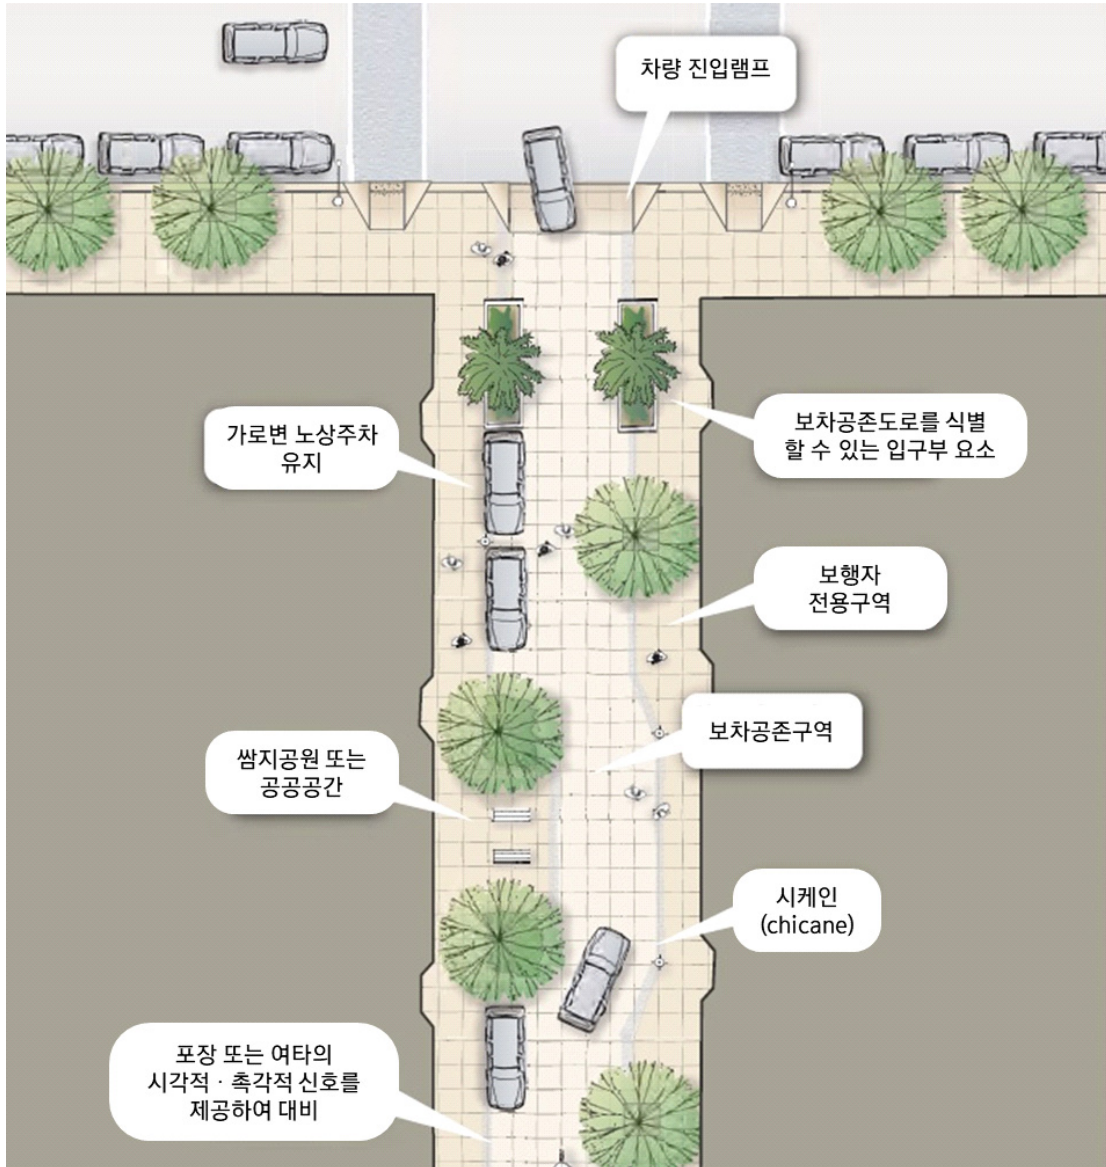 차량 진입램프
가로변 노상주차
유지
보차공존도로를 식별
할 수 있는 입구부 요소
보행자
전용구역
보차공존구역
쌈지공원 또는
공공공간
시케인
(chicane)
포장 또는 여타의
시각적 · 촉각적 신호를
제공하여 대비